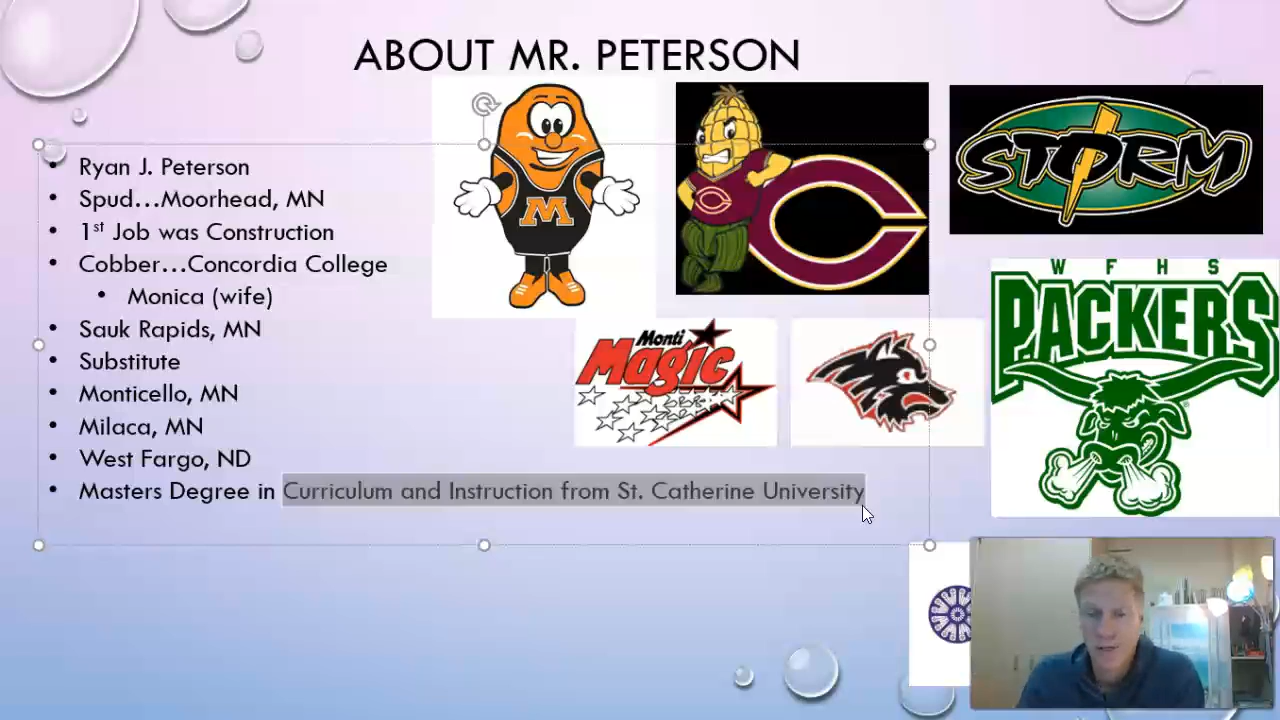 ABOUT MR. PETERSON
Ryan J. Peterson
Spud...Moorhead, MN
1st Job was Construction
Cobber...Concordia College
Monica (wife)
Sauk Rapids, MN
Substitute
Monticello, MN
Milaca, MN
West Fargo, ND
Masters Degree in Curriculum and Instruction from St. Catherine University
M
C
C
STORM
Monti
Magic
W F H S
PACKERS